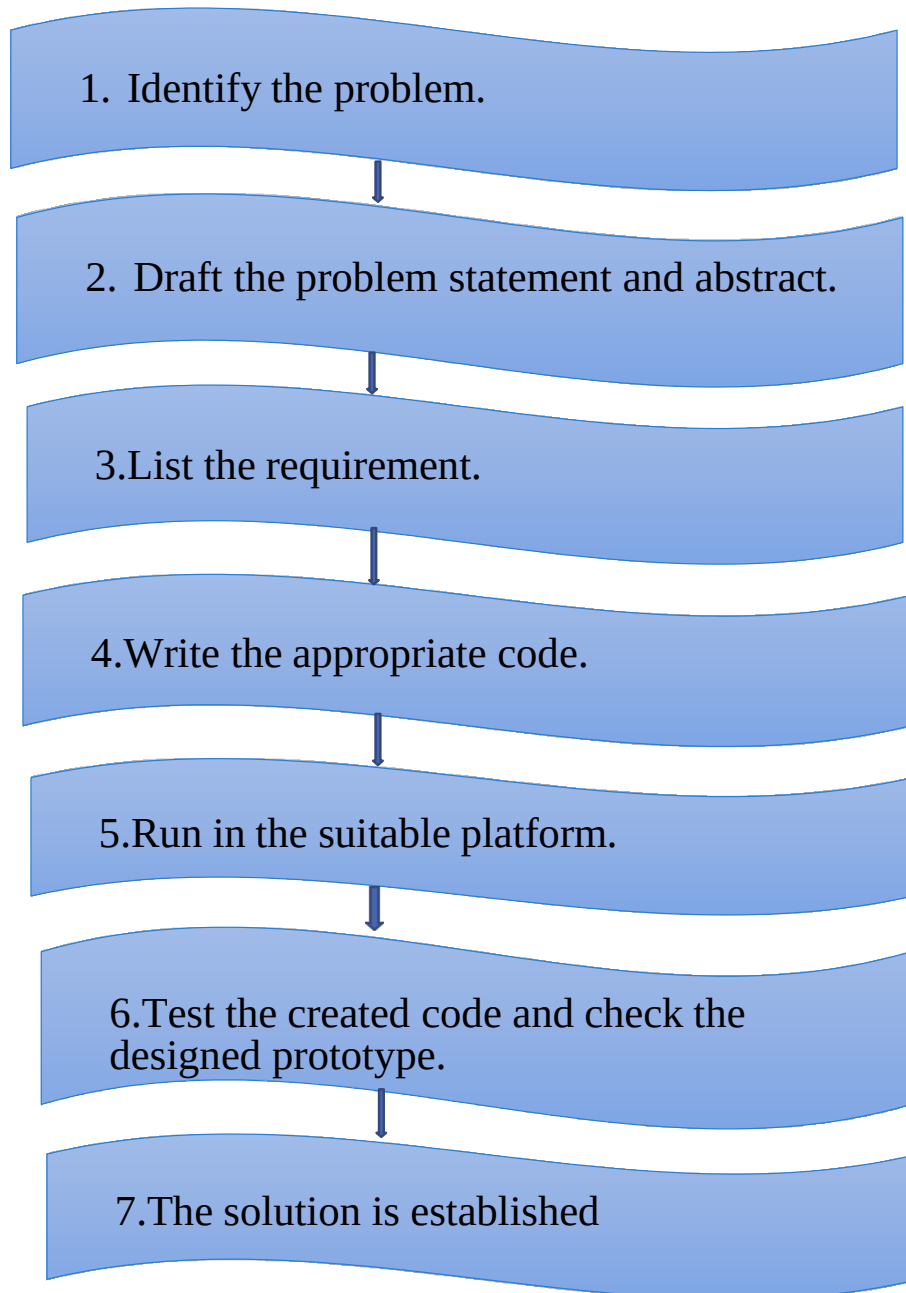 1. Identify the problem.
2. Draft the problem statement and abstract.
3.List the requirement.
4.Write the appropriate code.
5.Run in the suitable platform.
6.Test the created code and check the
designed prototype.
7.The solution is established